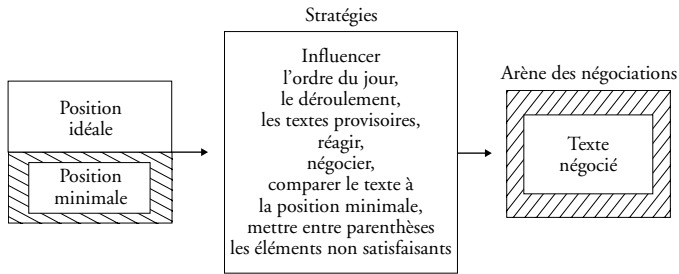 Stratégies
Position
idéale
Position
minimale
Influencer
l'ordre du jour,
le déroulement,
les textes provisoires,
réagir,
négocier,
comparer le texte à
la position minimale,
mettre entre parenthèses
les éléments non satisfaisants
Arène des négociations
Texte
négocié